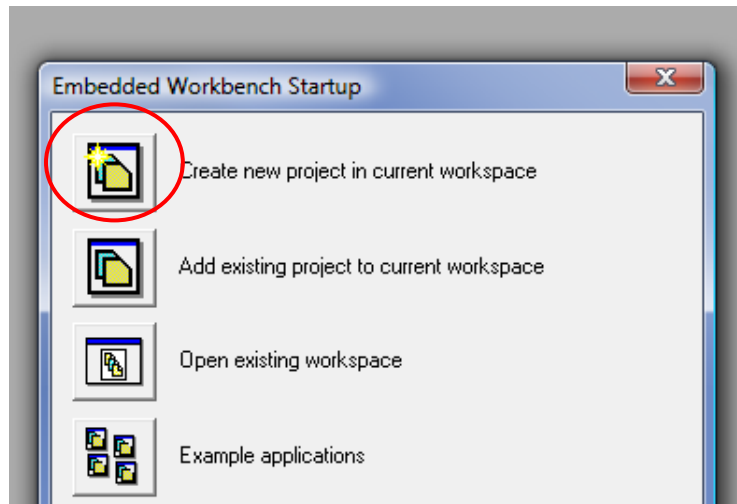 Embedded Workbench Startup
Create new project in current workspace
Add existing project to current workspace
Open existing workspace
Example applications